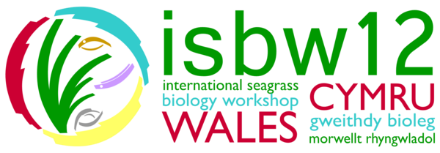 isbw12
international seagrass
biology workshop
WALES
CYMRU
gweithdy bioleg
morwellt rhyngwladol